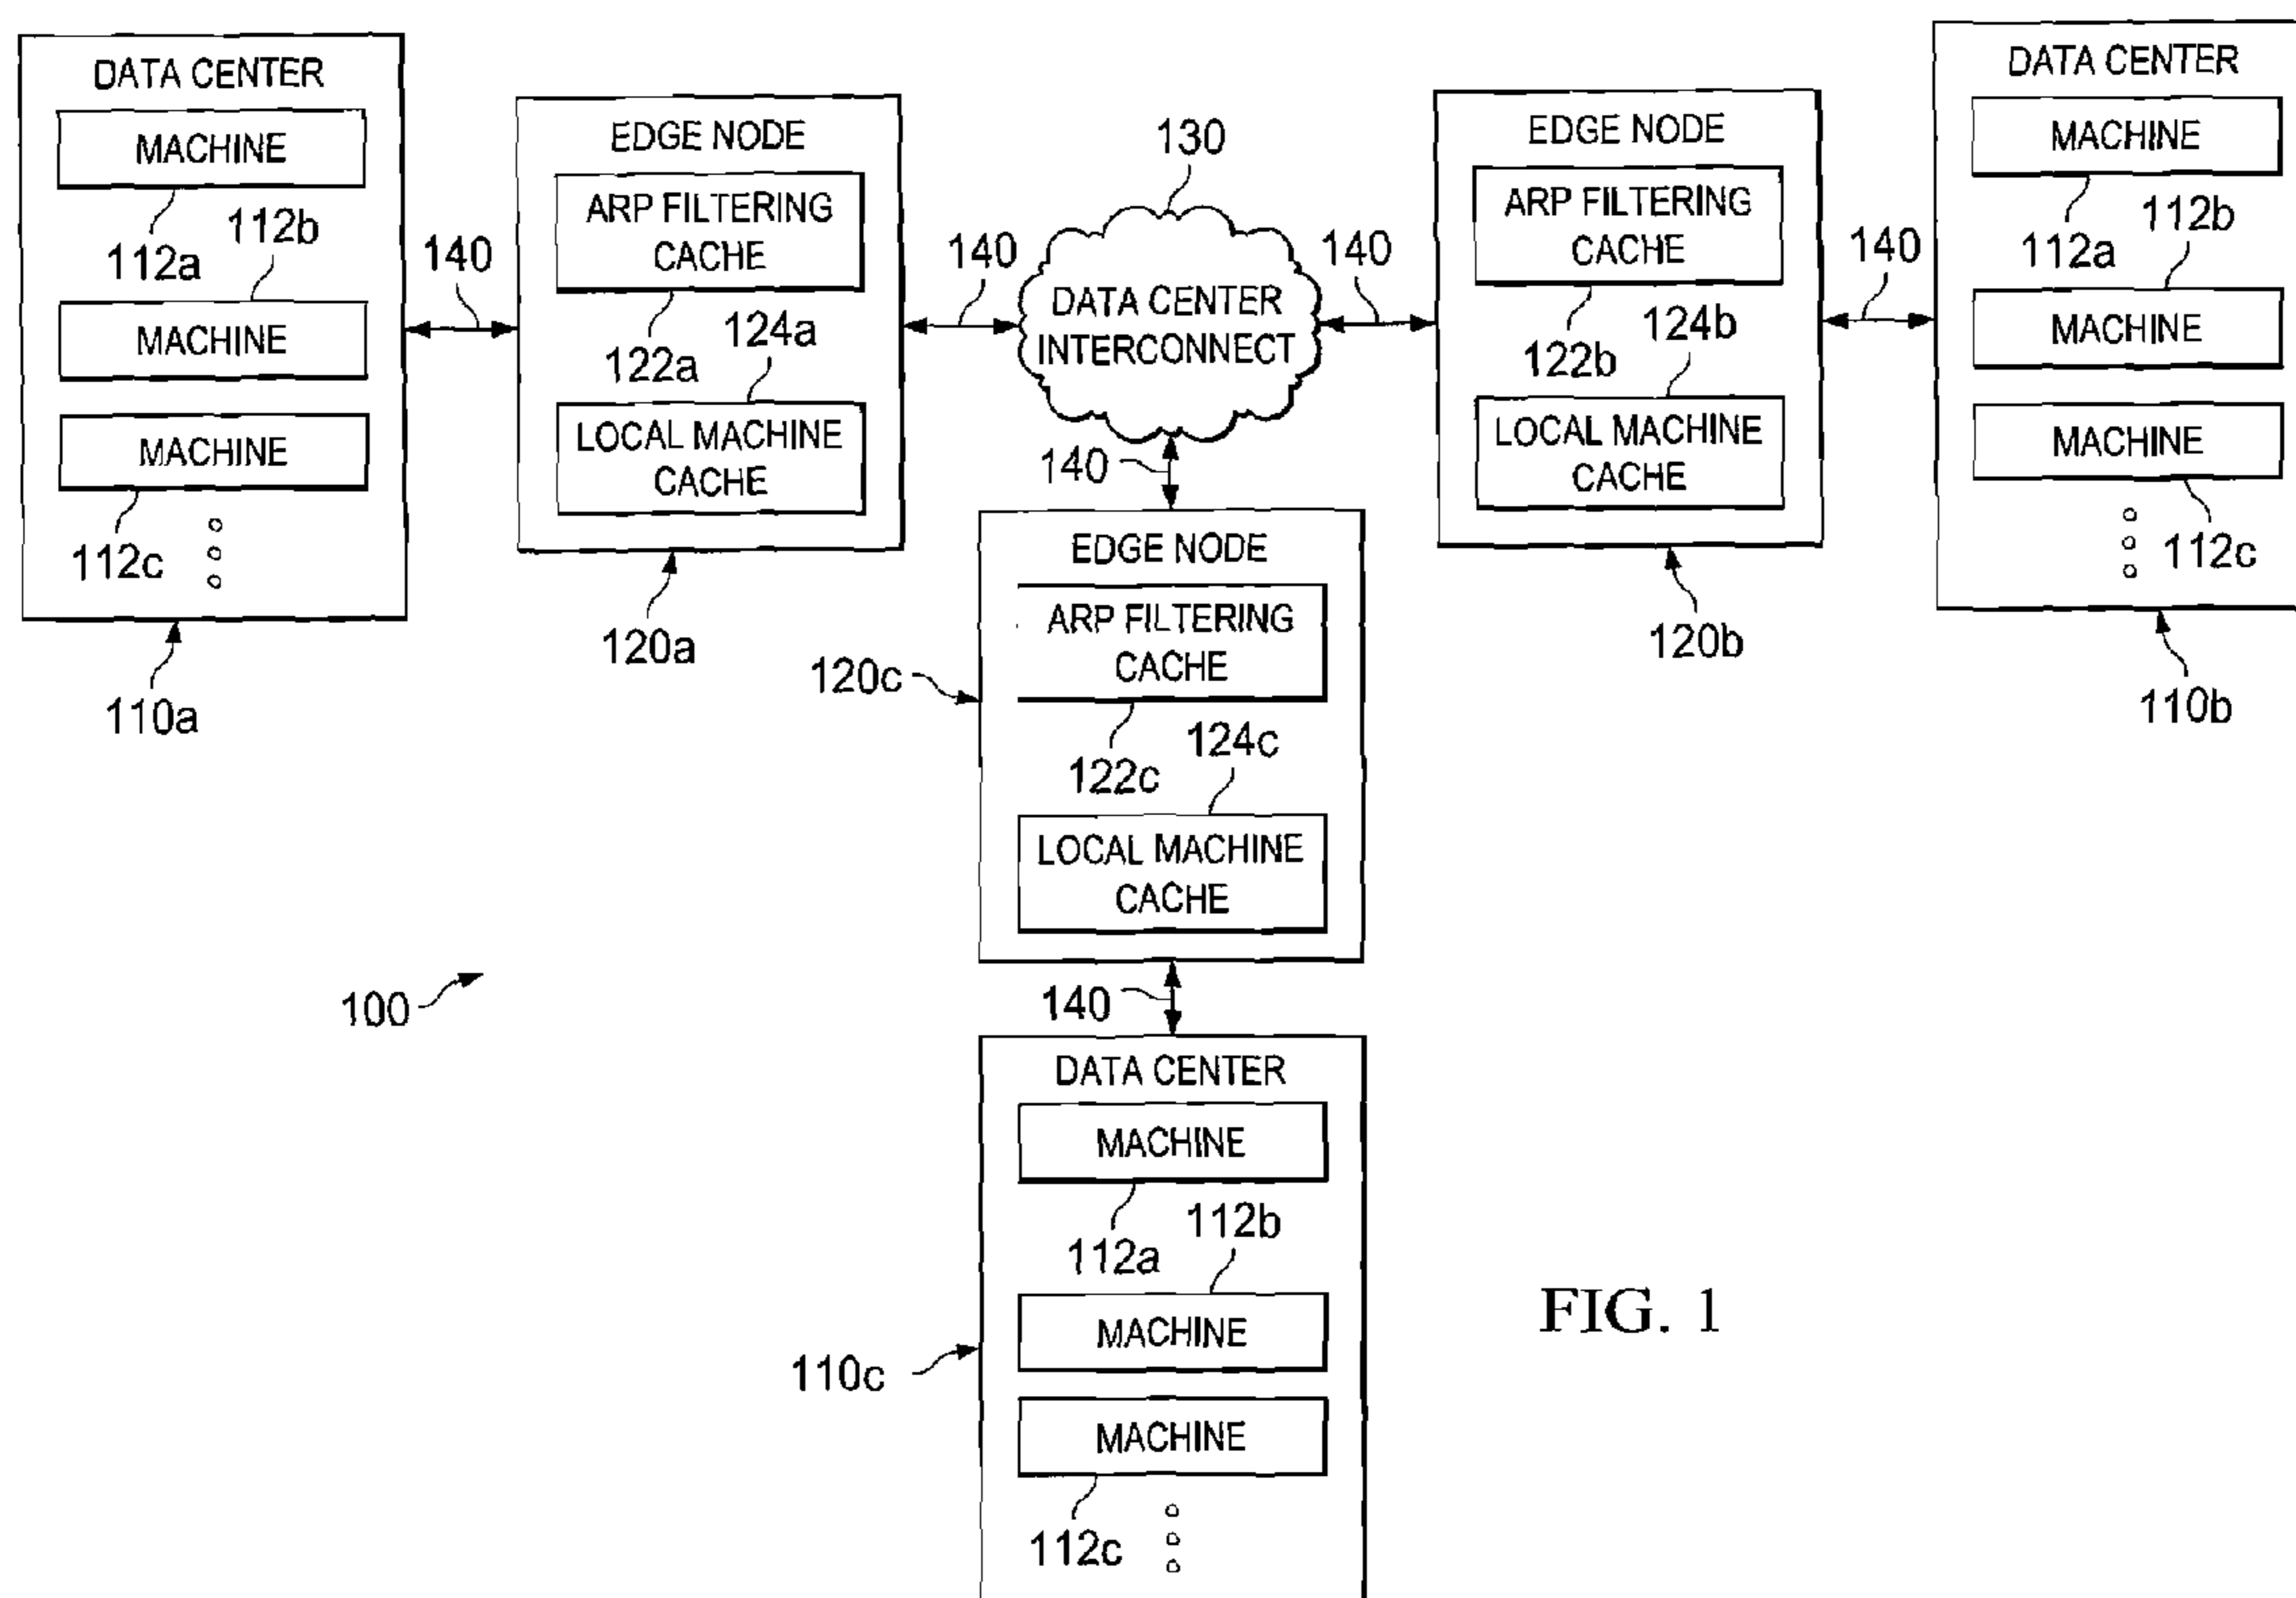 DATA CENTER
MACHINE
112a
112b
MACHINE
MACHINE
112c
110a
140
EDGE NODE
ARP FILTERING
CACHE
122a
124a
LOCAL MACHINE
CACHE
120a
140
130
DATA CENTER
INTERCONNECT
140
140
EDGE NODE
ARP FILTERING
CACHE
122b
124b
LOCAL MACHINE
CACHE
120b
140
DATA CENTER
MACHINE
112a
112b
MACHINE
MACHINE
112c
110b
EDGE NODE
ARP FILTERING
CACHE
120c
122c
124c
LOCAL MACHINE
CACHE
100
140
DATA CENTER
MACHINE
112a
112b
MACHINE
110c
MACHINE
112c
FIG. 1